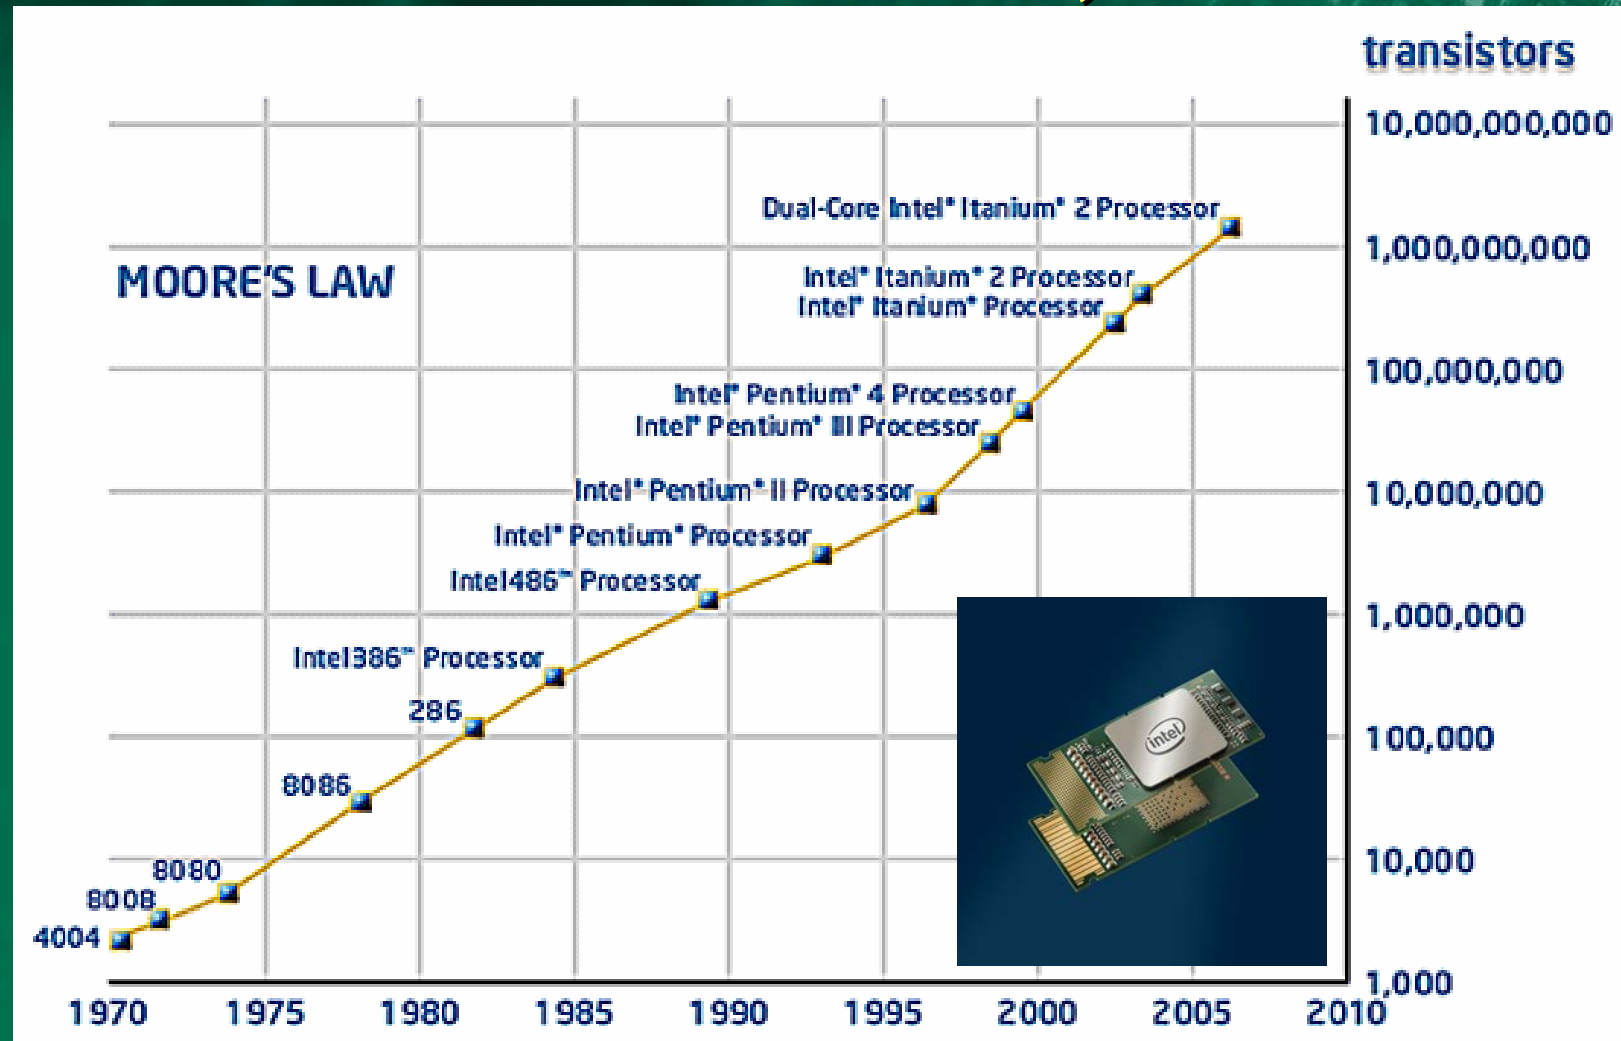 transistors
10,000,000,000
Dual-Core Intel® Itanium® 2 Processor
1,000,000,000
MOORE'S LAW
Intel® Itanium® 2 Processor
Intel® Itanium® Processor
100,000,000
Intel® Pentium® 4 Processor
Intel® Pentium® III Processor
Intel® Pentium® II Processor
10,000,000
Intel® Pentium® Processor
Intel486™ Processor
1,000,000
Intel386™ Processor
286
100,000
intel
8086
8080
10,000
8008
4004
1,000
1970 1975 1980 1985 1990 1995 2000 2005 2010